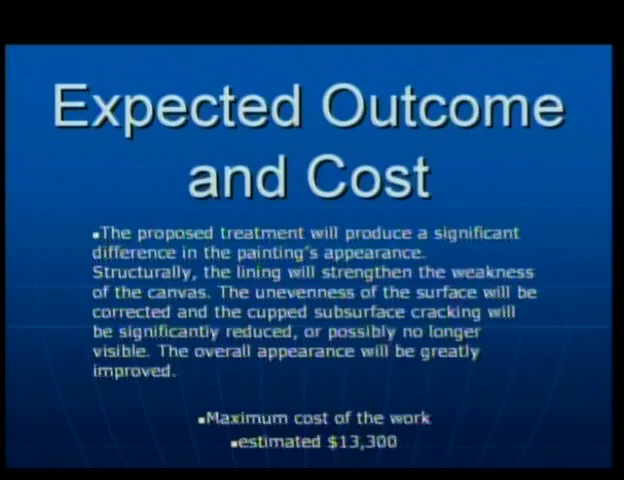 Expected Outcome
and Cost
▪The proposed treatment will produce a significant
difference in the painting's appearance.
Structurally, the lining will strengthen the weakness
of the canvas. The unevenness of the surface will be
corrected and the cupped subsurface cracking will
be significantly reduced, or possibly no longer
visible. The overall appearance will be greatly
improved.
▪Maximum cost of the work
▪estimated $13,300